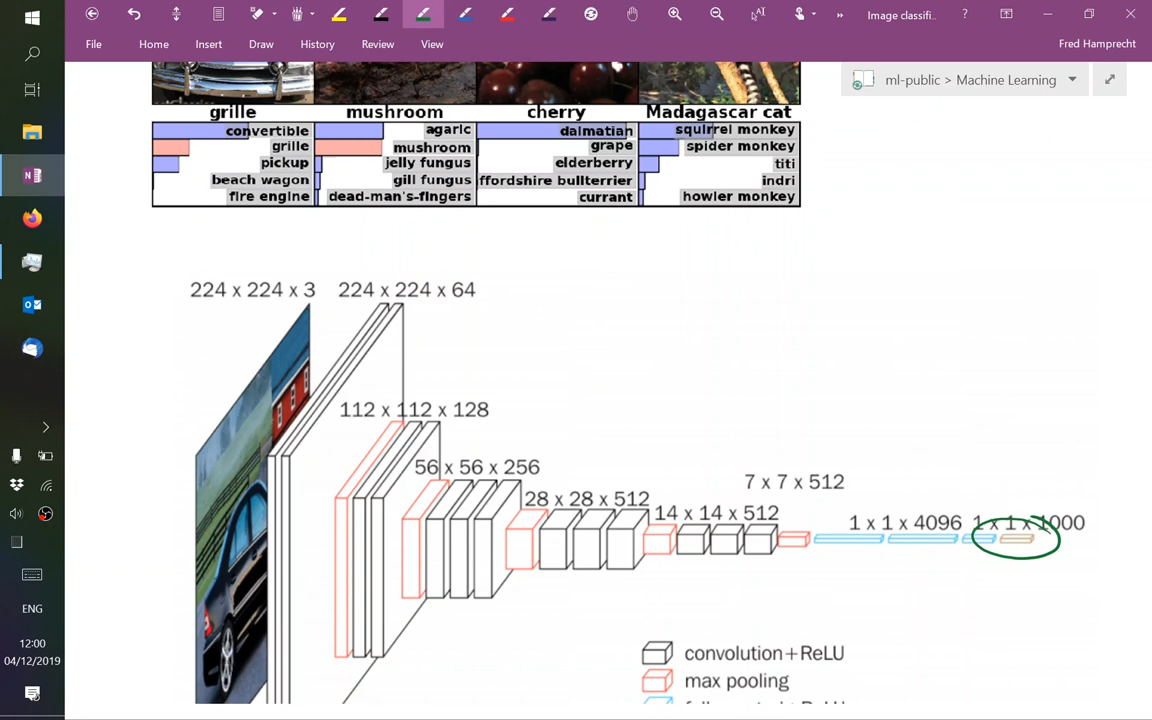 Image classifi..
?
File
Home
Insert
Draw
History
Review
View
Fred Hamprecht
ml-public > Machine Learning
grille
mushroom
cherry
Madagascar cat
convertible
grille
pickup
beach wagon
fire engine
agaric
mushroom
jelly fungus
gill fungus
dead-man's-fingers
dalmatian
grape
elderberry
ffordshire bullterrier
currant
squirrel monkey
spider monkey
titi
indri
howler monkey
224 x 224 x 3
224 x 224 x 64
112 x 112 x 128
56 x 56 x 256
28 x 28 x 512
14 x 14 x 512
7 x 7 x 512
1 x 1 x 4096
1 x 1 x 1000
convolution+ReLU
max pooling
ENG
12:00
04/12/2019